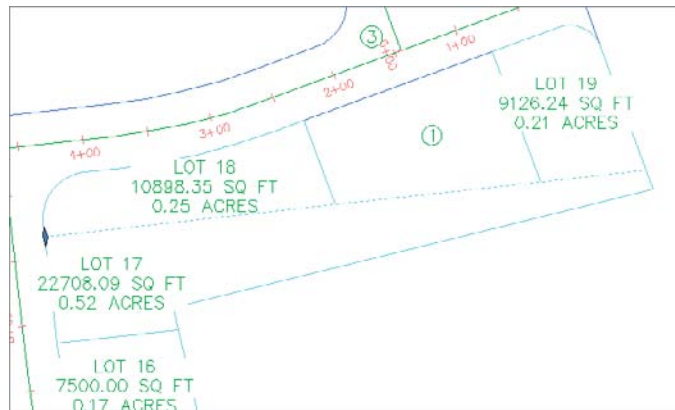 ③
1+00
0+00
2+00
LOT 19
9126.24 SQ FT
0.21 ACRES
3+00
①
1+00
LOT 18
10898.35 SQ FT
0.25 ACRES
LOT 17
22708.09 SQ FT
0.52 ACRES
LOT 16
7500.00 SQ FT
0.17 ACRES